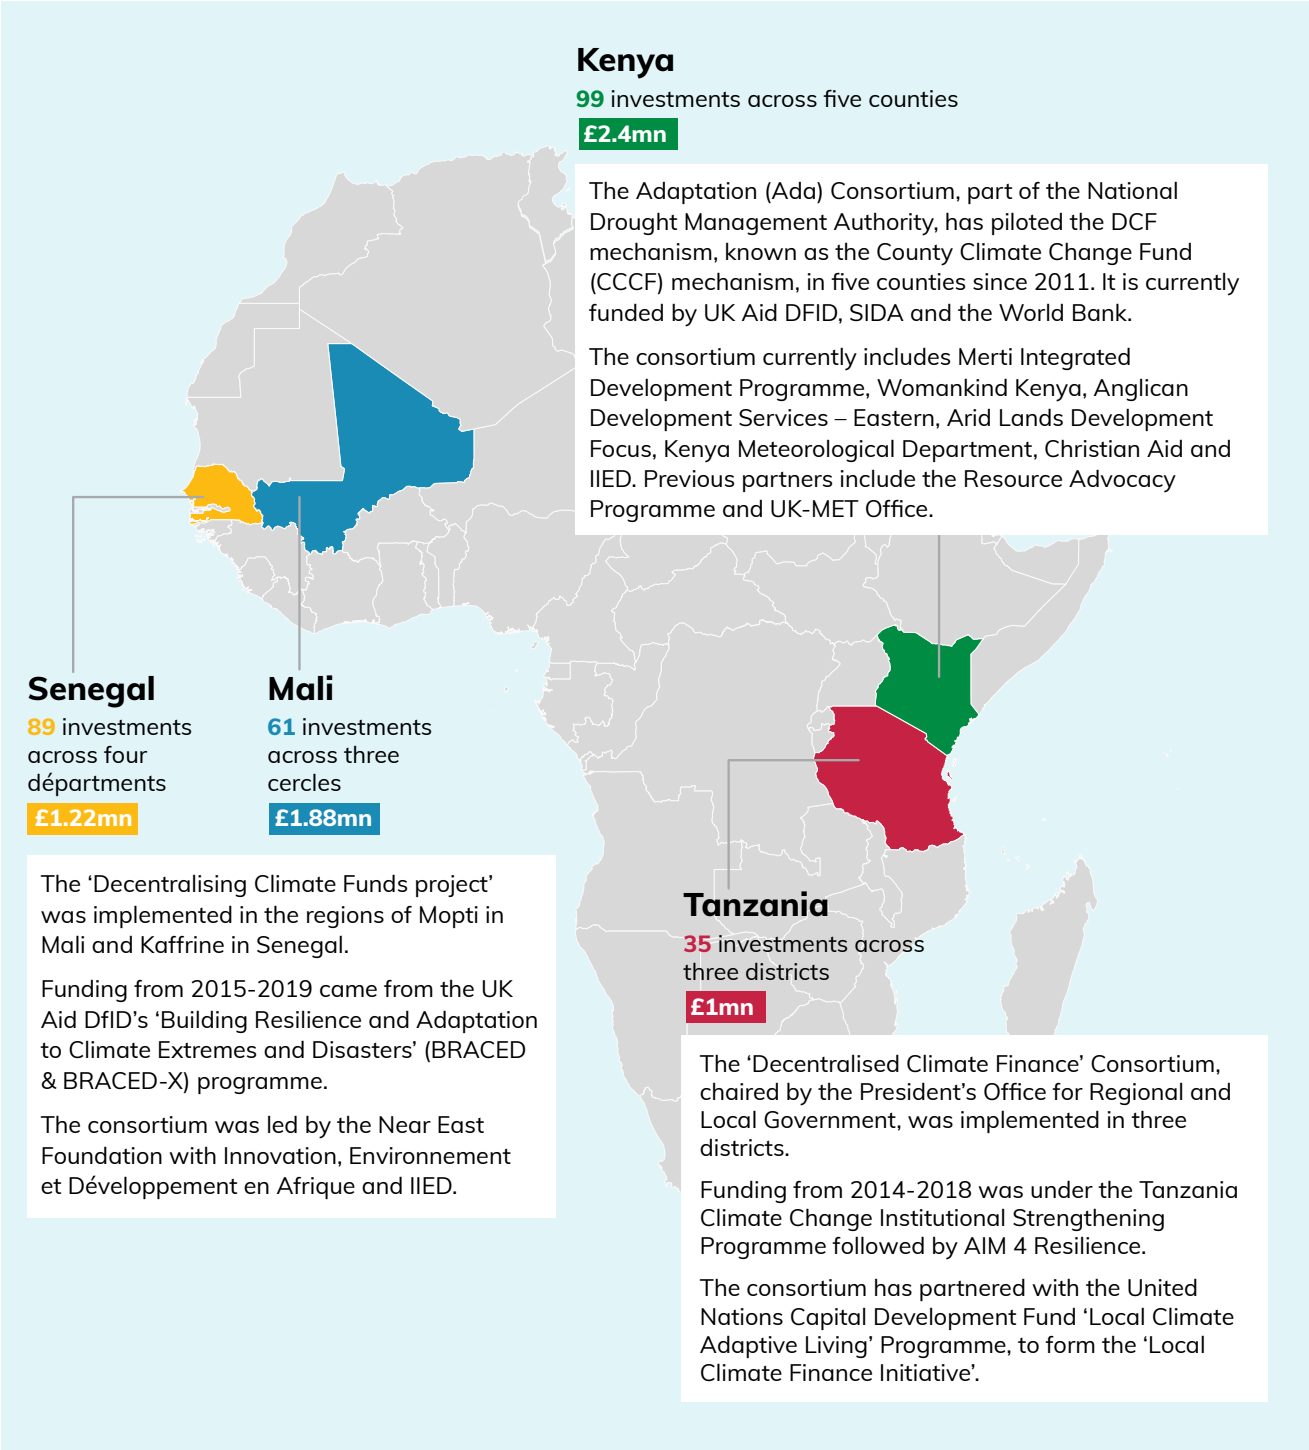 Kenya
99 investments across five counties
£2.4mn
The Adaptation (Ada) Consortium, part of the National
Drought Management Authority, has piloted the DCF
mechanism, known as the County Climate Change Fund
(CCCF) mechanism, in five counties since 2011. It is currently
funded by UK Aid DFID, SIDA and the World Bank.
The consortium currently includes Merti Integrated
Development Programme, Womankind Kenya, Anglican
Development Services – Eastern, Arid Lands Development
Focus, Kenya Meteorological Department, Christian Aid and
IIED. Previous partners include the Resource Advocacy
Programme and UK-MET Office.
Senegal
89 investments
across four
départments
£1.22mn
Mali
61 investments
across three
cercles
£1.88mn
The ‘Decentralising Climate Funds project’
was implemented in the regions of Mopti in
Mali and Kaffrine in Senegal.
Funding from 2015-2019 came from the UK
Aid DfID’s ‘Building Resilience and Adaptation
to Climate Extremes and Disasters’ (BRACED
& BRACED-X) programme.
The consortium was led by the Near East
Foundation with Innovation, Environnement
et Développement en Afrique and IIED.
Tanzania
35 investments across
three districts
£1mn
The ‘Decentralised Climate Finance’ Consortium,
chaired by the President’s Office for Regional and
Local Government, was implemented in three
districts.
Funding from 2014-2018 was under the Tanzania
Climate Change Institutional Strengthening
Programme followed by AIM 4 Resilience.
The consortium has partnered with the United
Nations Capital Development Fund ‘Local Climate
Adaptive Living’ Programme, to form the ‘Local
Climate Finance Initiative’.